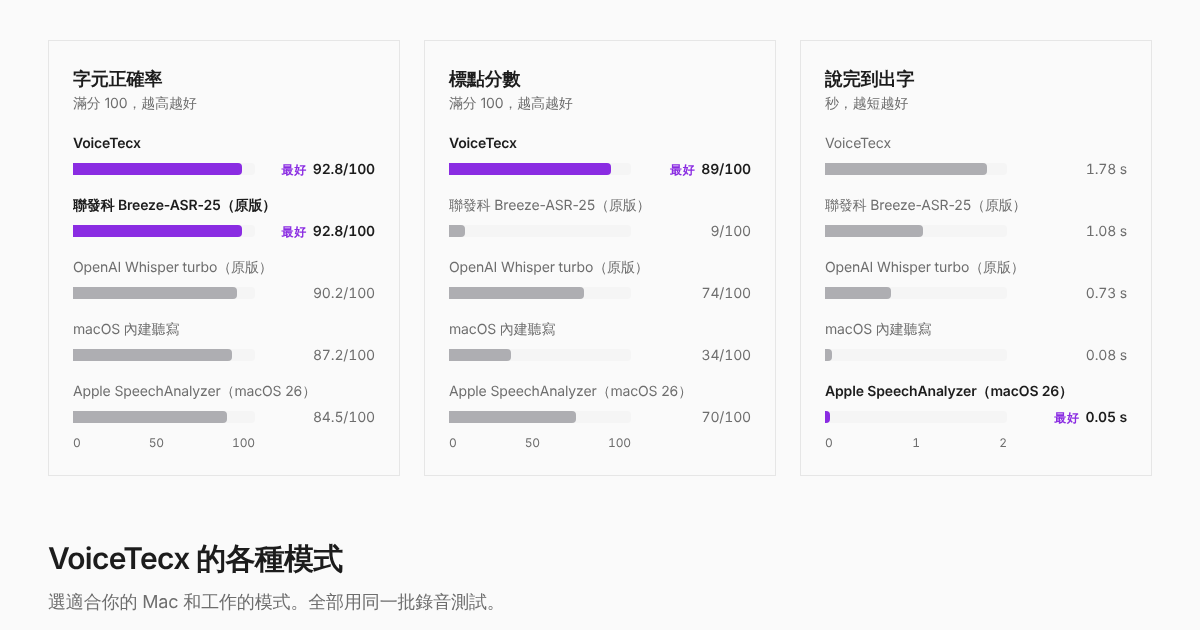 字元正確率
滿分 100，越高越好
VoiceTecx
最好 92.8/100
聯發科 Breeze-ASR-25（原版）
最好 92.8/100
OpenAI Whisper turbo（原版）
90.2/100
macOS 內建聽寫
87.2/100
Apple SpeechAnalyzer（macOS 26）
84.5/100
0 50 100
標點分數
滿分 100，越高越好
VoiceTecx
最好 89/100
聯發科 Breeze-ASR-25（原版）
9/100
OpenAI Whisper turbo（原版）
74/100
macOS 內建聽寫
34/100
Apple SpeechAnalyzer（macOS 26）
70/100
0 50 100
說完到出字
秒，越短越好
VoiceTecx
1.78 s
聯發科 Breeze-ASR-25（原版）
1.08 s
OpenAI Whisper turbo（原版）
0.73 s
macOS 內建聽寫
0.08 s
Apple SpeechAnalyzer（macOS 26）
最好 0.05 s
0 1 2
VoiceTecx 的各種模式
選適合你的 Mac 和工作的模式。全部用同一批錄音測試。